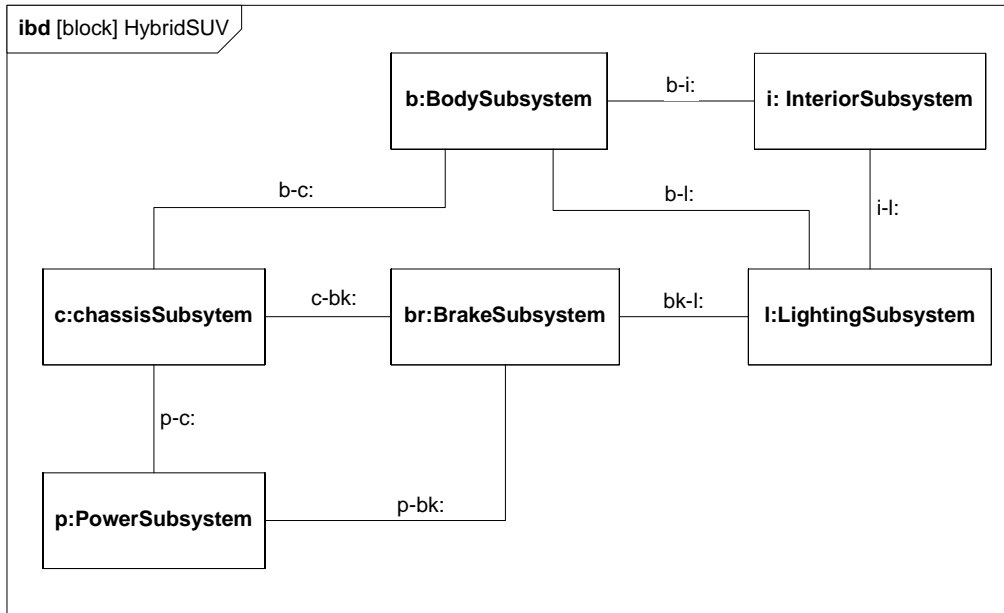 ibd [block] HybridSUV
b:BodySubsystem
b-i:
i: InteriorSubsystem
b-c:
b-l:
i-l:
c:chassisSubsytem
c-bk:
br:BrakeSubsystem
bk-l:
l:LightingSubsystem
p-c:
p:PowerSubsystem
p-bk: